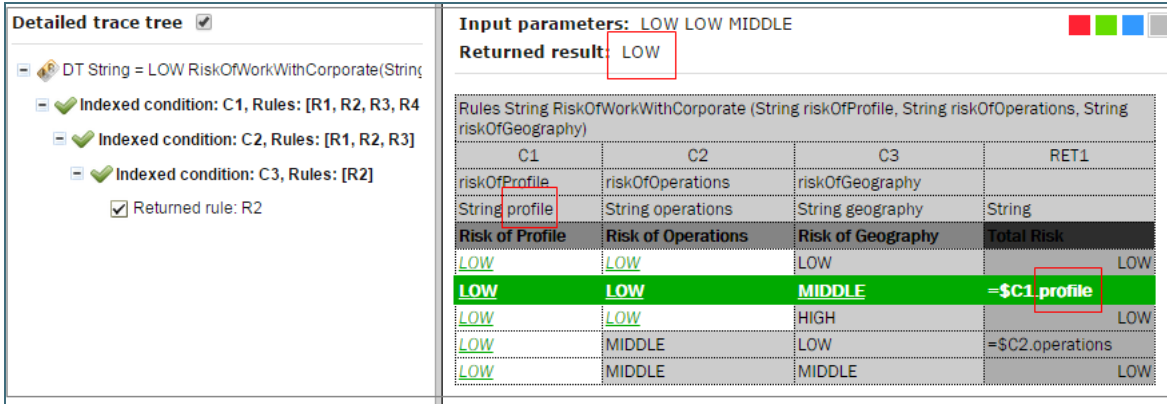 Detailed trace tree
DT String = LOW RiskOfWorkWithCorporate(String
Indexed condition: C1, Rules: [R1, R2, R3, R4
Indexed condition: C2, Rules: [R1, R2, R3]
Indexed condition: C3, Rules: [R2]
Returned rule: R2
Input parameters: LOW LOW MIDDLE
Returned result: LOW
Rules String RiskOfWorkWithCorporate (String riskOfProfile, String riskOfOperations, String
riskOfGeography)
C1 C2 C3 RET1
riskOfProfile riskOfOperations riskOfGeography
String profile String operations String geography String
Risk of Profile Risk of Operations Risk of Geography Total Risk
LOW LOW LOW LOW
LOW LOW MIDDLE =$C1.profile
LOW LOW HIGH LOW
LOW MIDDLE LOW =$C2.operations
LOW MIDDLE MIDDLE LOW